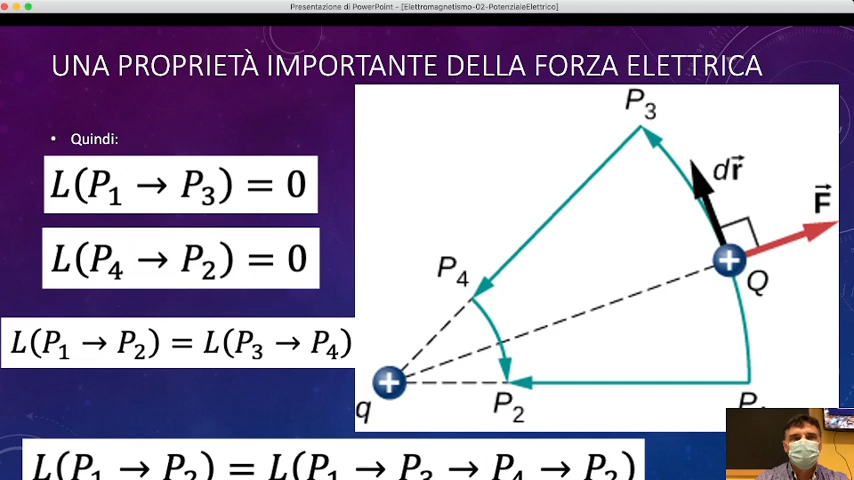 Presentazione di PowerPoint - [Elettromagnetismo-02-PotenzialeElettrico]
UNA PROPRIETÀ IMPORTANTE DELLA FORZA ELETTRICA
• Quindi:
L(P₁ → P₃) = 0
L(P₄ → P₂) = 0
L(P₁ → P₂) = L(P₃ → P₄)
L(P₁ → P₂) = L(P₁ → P₃ → P₄ → P₂)
P₃
dr⃗
F⃗
P₄
Q
q
P₂